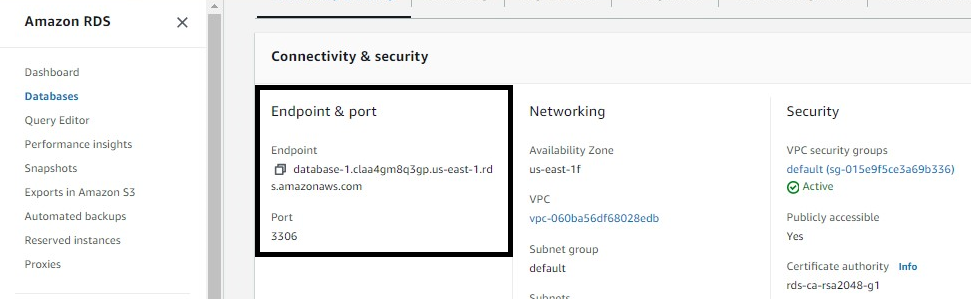 Amazon RDS
Dashboard
Databases
Query Editor
Performance insights
Snapshots
Exports in Amazon S3
Automated backups
Reserved instances
Proxies
Connectivity & security
Endpoint & port
Endpoint
database-1.claa4gm8q3gp.us-east-1.rd
s.amazonaws.com
Port
3306
Networking
Availability Zone
us-east-1f
VPC
vpc-060ba56df68028edb
Subnet group
default
Subnets
Security
VPC security groups
default (sg-015e9f5ce3a69b336)
Active
Publicly accessible
Yes
Certificate authority Info
rds-ca-rsa2048-g1